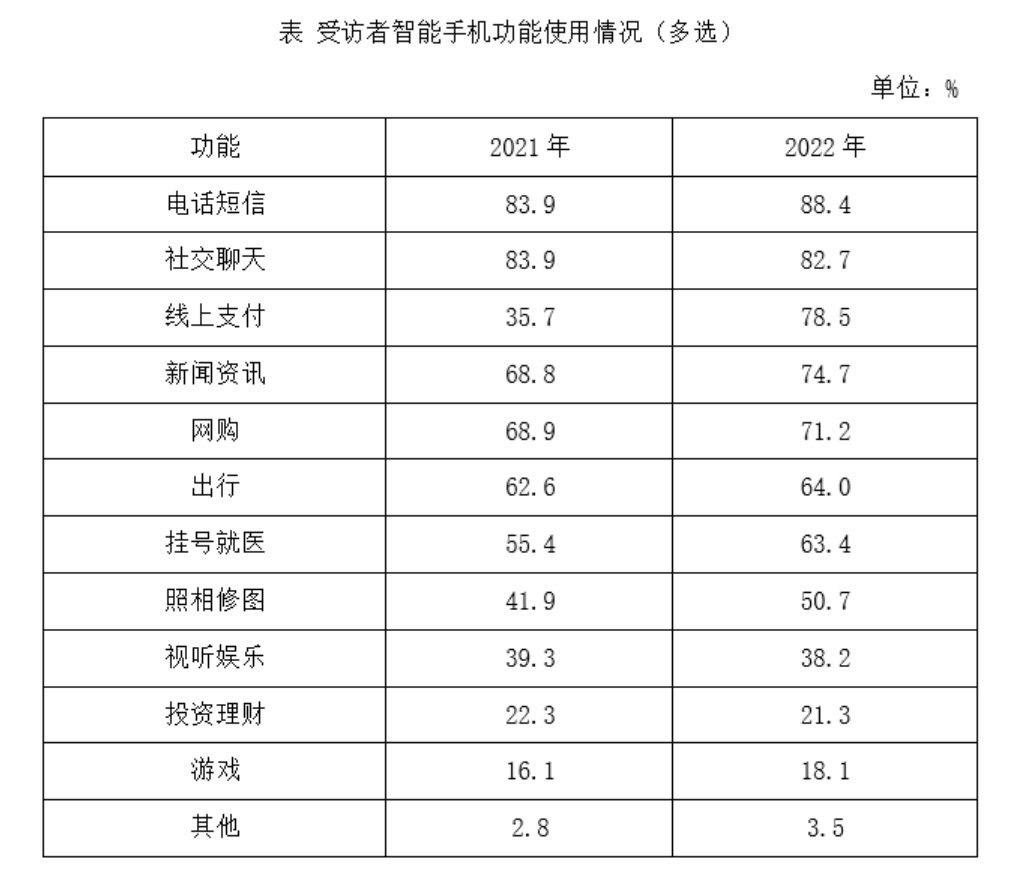 表 受访者智能手机功能使用情况（多选）
单位：%
功能 2021 年 2022 年
电话短信 83.9 88.4
社交聊天 83.9 82.7
线上支付 35.7 78.5
新闻资讯 68.8 74.7
网购 68.9 71.2
出行 62.6 64.0
挂号就医 55.4 63.4
照相修图 41.9 50.7
视听娱乐 39.3 38.2
投资理财 22.3 21.3
游戏 16.1 18.1
其他 2.8 3.5